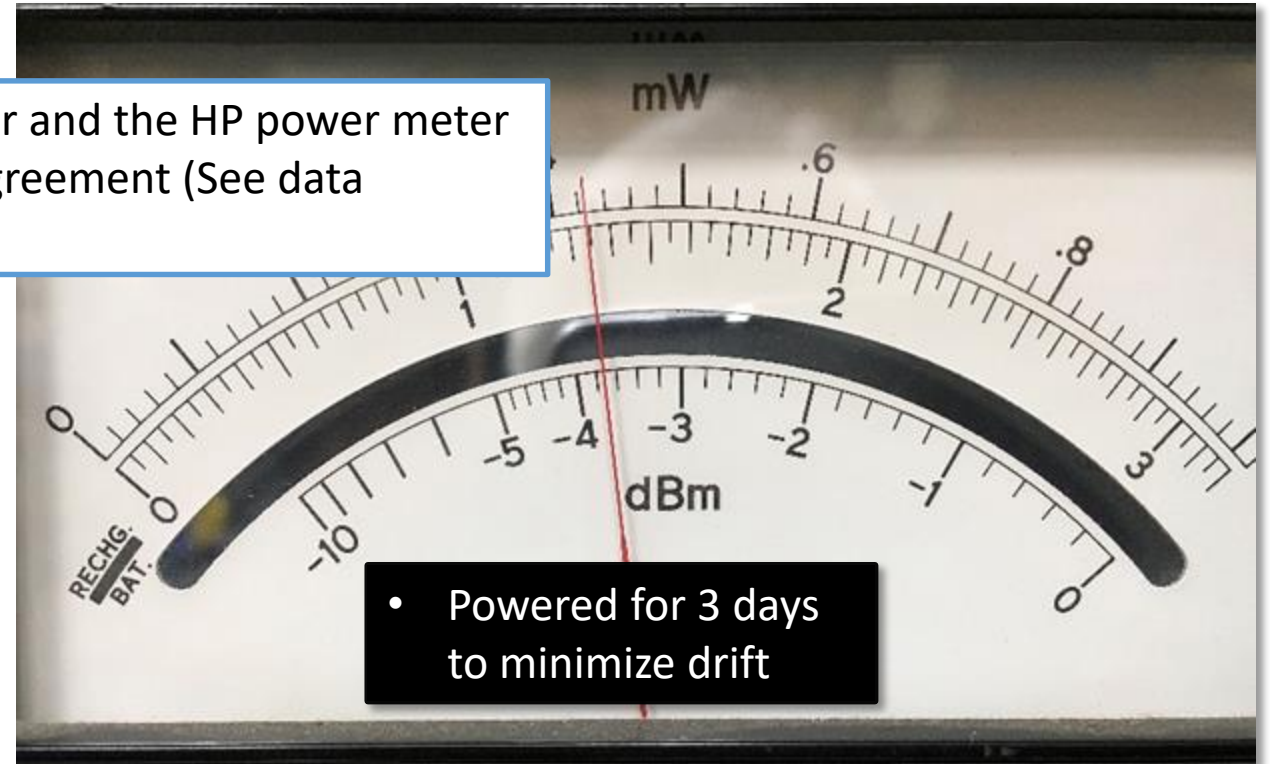 mW
r and the HP power meter
greement (See data
.6
.8
0
1
2
3
0
-10
-5
-4
-3
-2
-1
0
dBm
RECHG.
BAT.
• Powered for 3 days
to minimize drift